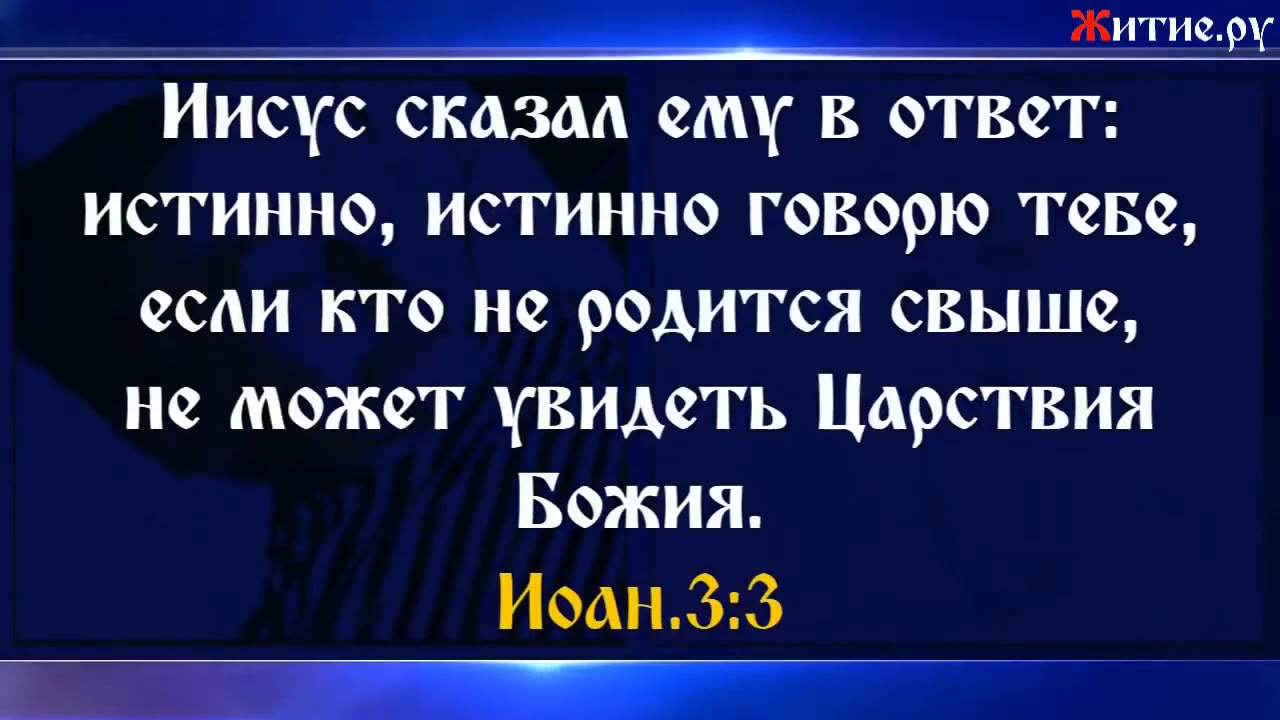 Житие.ру
Иисус сказал ему в ответ:
истинно, истинно говорю тебе,
если кто не родится свыше,
не может увидеть Царствия
Божия.
Иоан.3:3